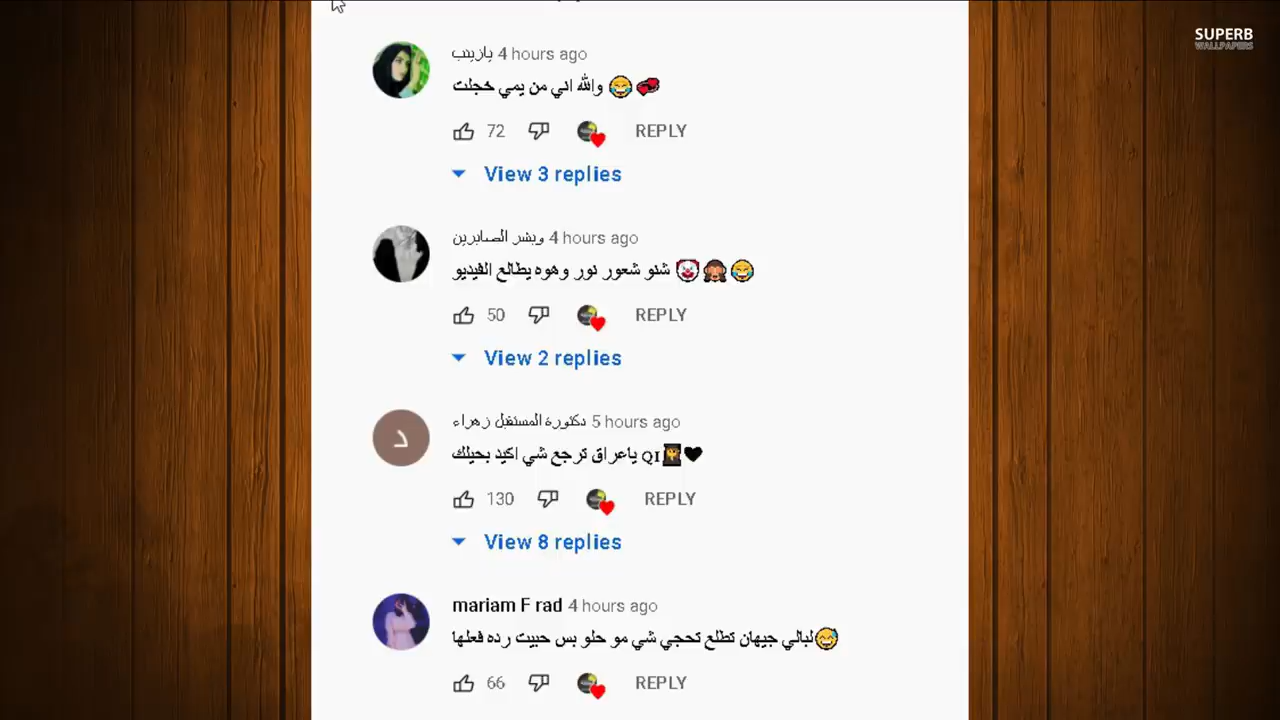 SUPERB
WALLPAPERS
يازينب 4 hours ago
والله اني من يمي خجلت 😂💞
72 REPLY
View 3 replies
وبشر الصابرين 4 hours ago
شنو شعور نور وهوه يطالع الفيديو 🤡🙈😂
50 REPLY
View 2 replies
دكتورة المستقبل زهراء 5 hours ago
ياعراق ترجع شي اكيد بحيلك QI🖤
130 REPLY
View 8 replies
د
mariam F rad 4 hours ago
لبالي جيهان تطلع تحجي شي مو حلو بس حبيت رده فعلها😅
66 REPLY